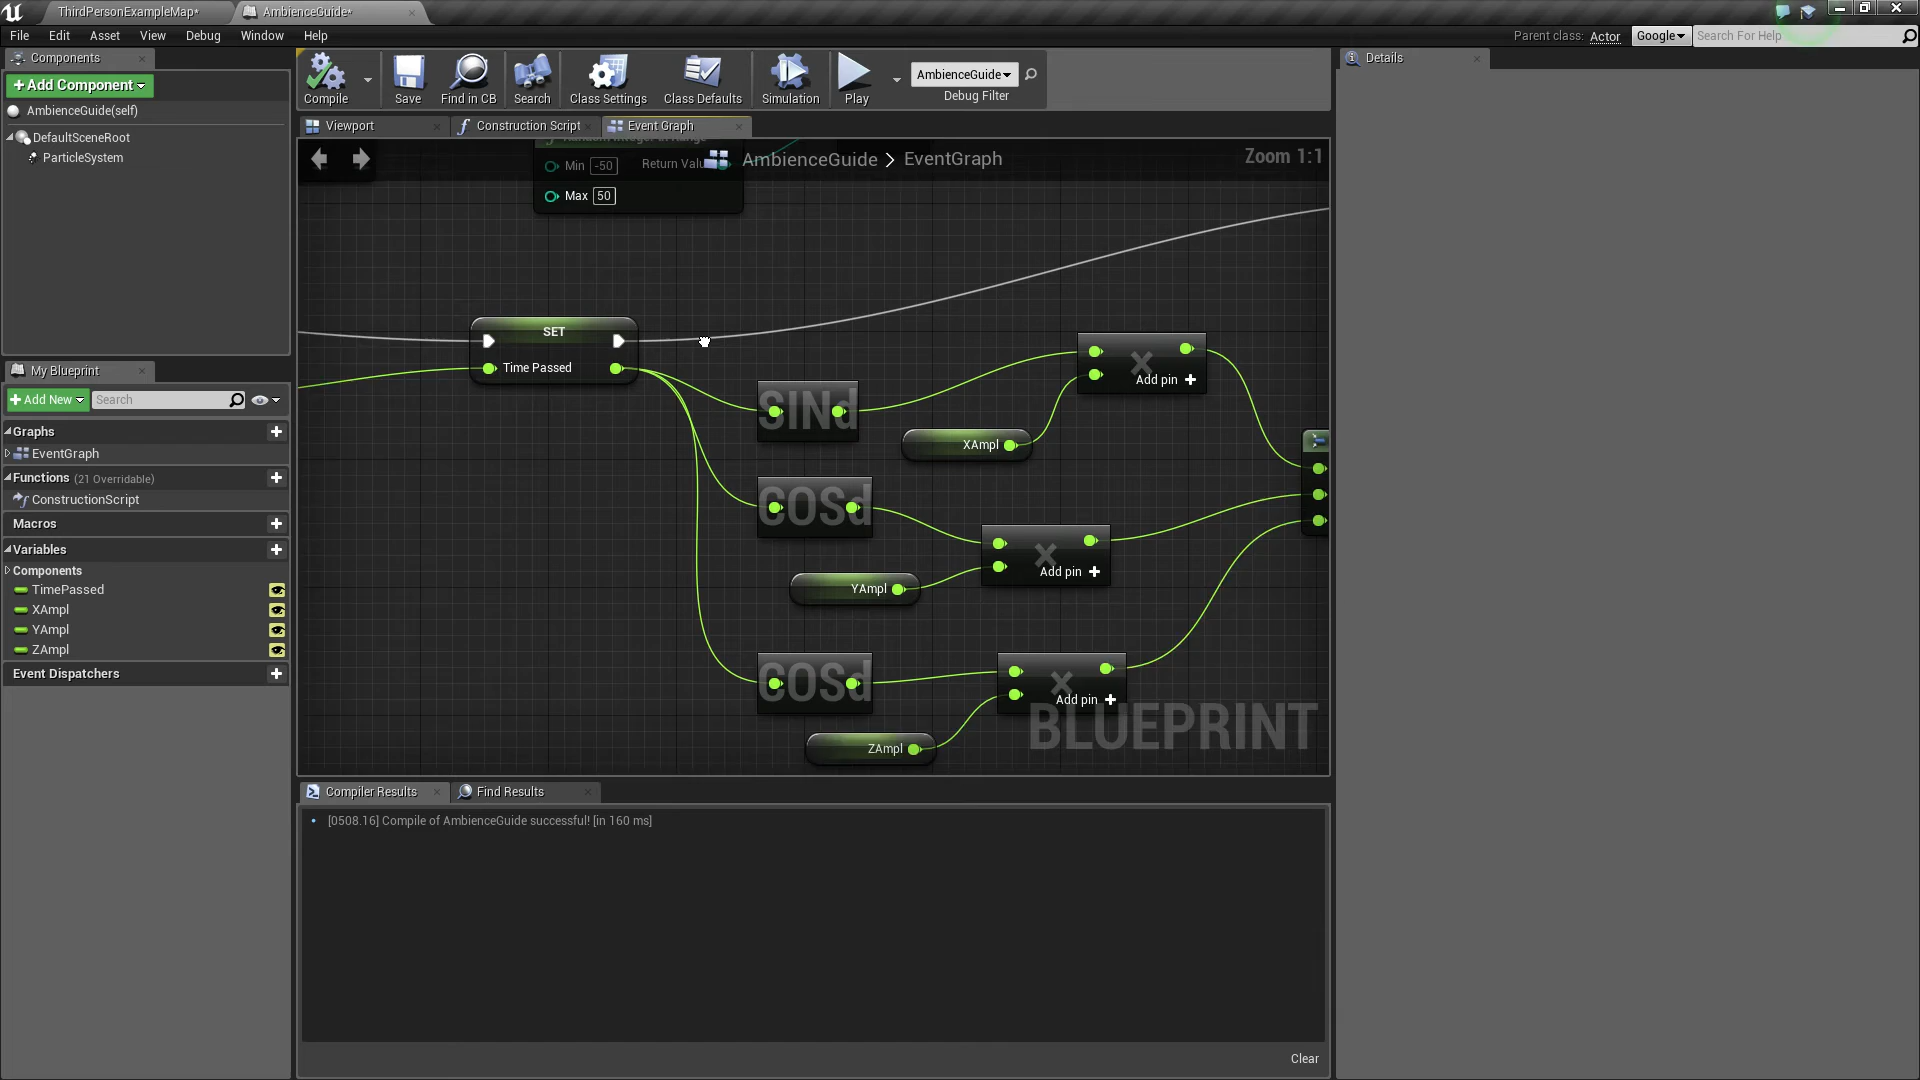 ThirdPersonExampleMap*
AmbienceGuide*
File Edit Asset View Debug Window Help
Parent class: Actor
Google
Search For Help
Components
+Add Component
AmbienceGuide(self)
DefaultSceneRoot
ParticleSystem
Compile
Save
Find in CB
Search
Class Settings
Class Defaults
Simulation
Play
AmbienceGuide
Debug Filter
Details
Viewport
Construction Script
Event Graph
AmbienceGuide > EventGraph
Zoom 1:1
Min -50
Return Valu
Max 50
SET
Time Passed
SINd
XAmpl
Add pin +
COSd
YAmpl
Add pin +
COSd
ZAmpl
Add pin +
BLUEPRINT
My Blueprint
+Add New
Search
Graphs
EventGraph
Functions (21 Overridable)
ConstructionScript
Macros
Variables
Components
TimePassed
XAmpl
YAmpl
ZAmpl
Event Dispatchers
Compiler Results
Find Results
[0508.16] Compile of AmbienceGuide successful! [in 160 ms]
Clear